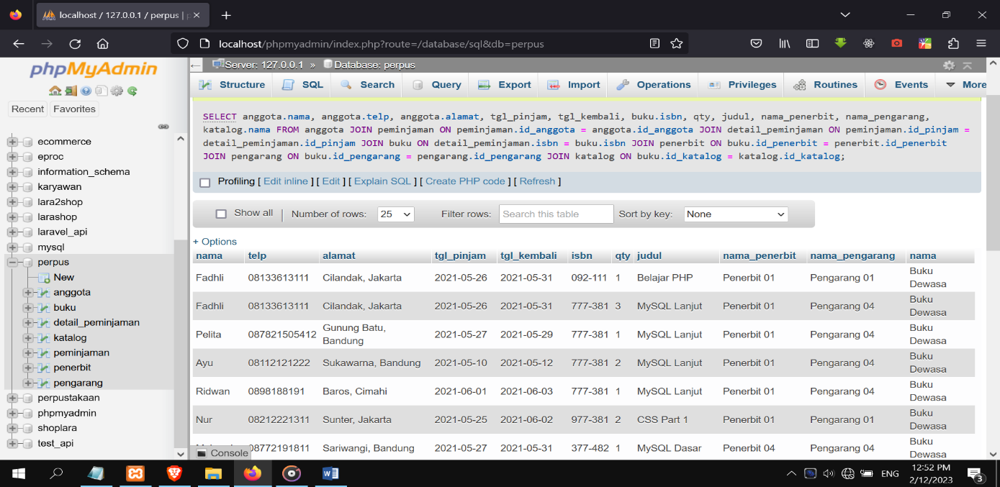 localhost / 127.0.0.1 / perpus | p
localhost/phpmyadmin/index.php?route=/database/sql&db=perpus
phpMyAdmin
Recent Favorites
ecommerce
eproc
information_schema
karyawan
lara2shop
larashop
laravel_api
mysql
perpus
New
anggota
buku
detail_peminjaman
katalog
peminjaman
penerbit
pengarang
perpustakaan
phpmyadmin
shoplara
test_api
Server: 127.0.0.1 » Database: perpus
Structure SQL Search Query Export Import Operations Privileges Routines Events More
SELECT anggota.nama, anggota.telp, anggota.alamat, tgl_pinjam, tgl_kembali, buku.isbn, qty, judul, nama_penerbit, nama_pengarang,
katalog.nama FROM anggota JOIN peminjaman ON peminjaman.id_anggota = anggota.id_anggota JOIN detail_peminjaman ON peminjaman.id_pinjam =
detail_peminjaman.id_pinjam JOIN buku ON detail_peminjaman.isbn = buku.isbn JOIN penerbit ON buku.id_penerbit = penerbit.id_penerbit
JOIN pengarang ON buku.id_pengarang = pengarang.id_pengarang JOIN katalog ON buku.id_katalog = katalog.id_katalog;
Profiling [ Edit inline ] [ Edit ] [ Explain SQL ] [ Create PHP code ] [ Refresh ]
Show all | Number of rows: 25 Filter rows: Search this table Sort by key: None
+ Options
nama telp alamat tgl_pinjam tgl_kembali isbn qty judul nama_penerbit nama_pengarang nama
Fadhli 08133613111 Cilandak, Jakarta 2021-05-26 2021-05-31 092-111 1 Belajar PHP Penerbit 01 Pengarang 01 Buku Dewasa
Fadhli 08133613111 Cilandak, Jakarta 2021-05-26 2021-05-31 777-381 3 MySQL Lanjut Penerbit 01 Pengarang 04 Buku Dewasa
Pelita 087821505412 Gunung Batu, Bandung 2021-05-27 2021-05-29 777-381 1 MySQL Lanjut Penerbit 01 Pengarang 04 Buku Dewasa
Ayu 08112121222 Sukawarna, Bandung 2021-05-10 2021-05-12 777-381 2 MySQL Lanjut Penerbit 01 Pengarang 04 Buku Dewasa
Ridwan 0898188191 Baros, Cimahi 2021-06-01 2021-06-03 777-381 1 MySQL Lanjut Penerbit 01 Pengarang 04 Buku Dewasa
Nur 08212221311 Sunter, Jakarta 2021-05-25 2021-06-02 977-381 2 CSS Part 1 Penerbit 01 Pengarang 01 Buku Dewasa
08772191811 Sariwangi, Bandung 2021-05-27 2021-05-31 377-482 1 MySQL Dasar Penerbit 04 Pengarang 04 Buku Dewasa
Console
ENG
12:52 PM
2/12/2023
3